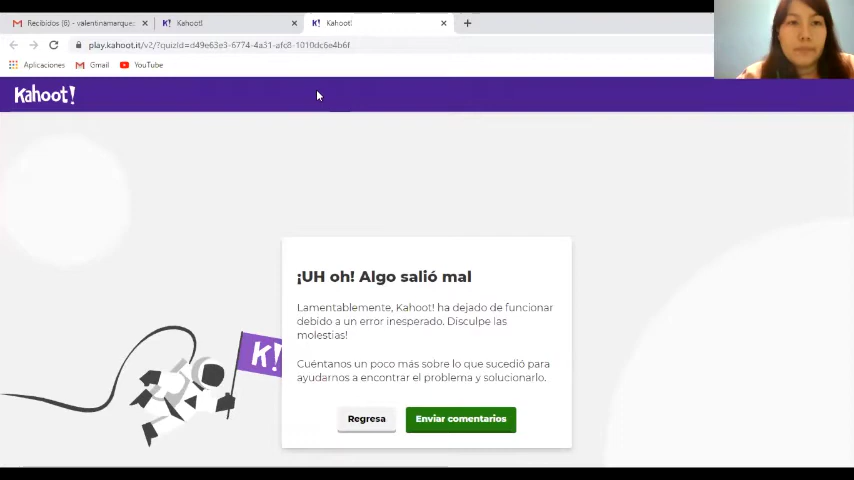 Recibidos (6) - valentinamarque:
Kahoot!
Kahoot!
play.kahoot.it/v2/?quizId=d49e63e3-6774-4a31-afc8-1010dc6e4b6f
Aplicaciones
Gmail
YouTube
Kahoot!
¡UH oh! Algo salió mal
Lamentablemente, Kahoot! ha dejado de funcionar
debido a un error inesperado. Disculpe las
molestias!
Cuéntanos un poco más sobre lo que sucedió para
ayudarnos a encontrar el problema y solucionarlo.
K!
Regresa
Enviar comentarios